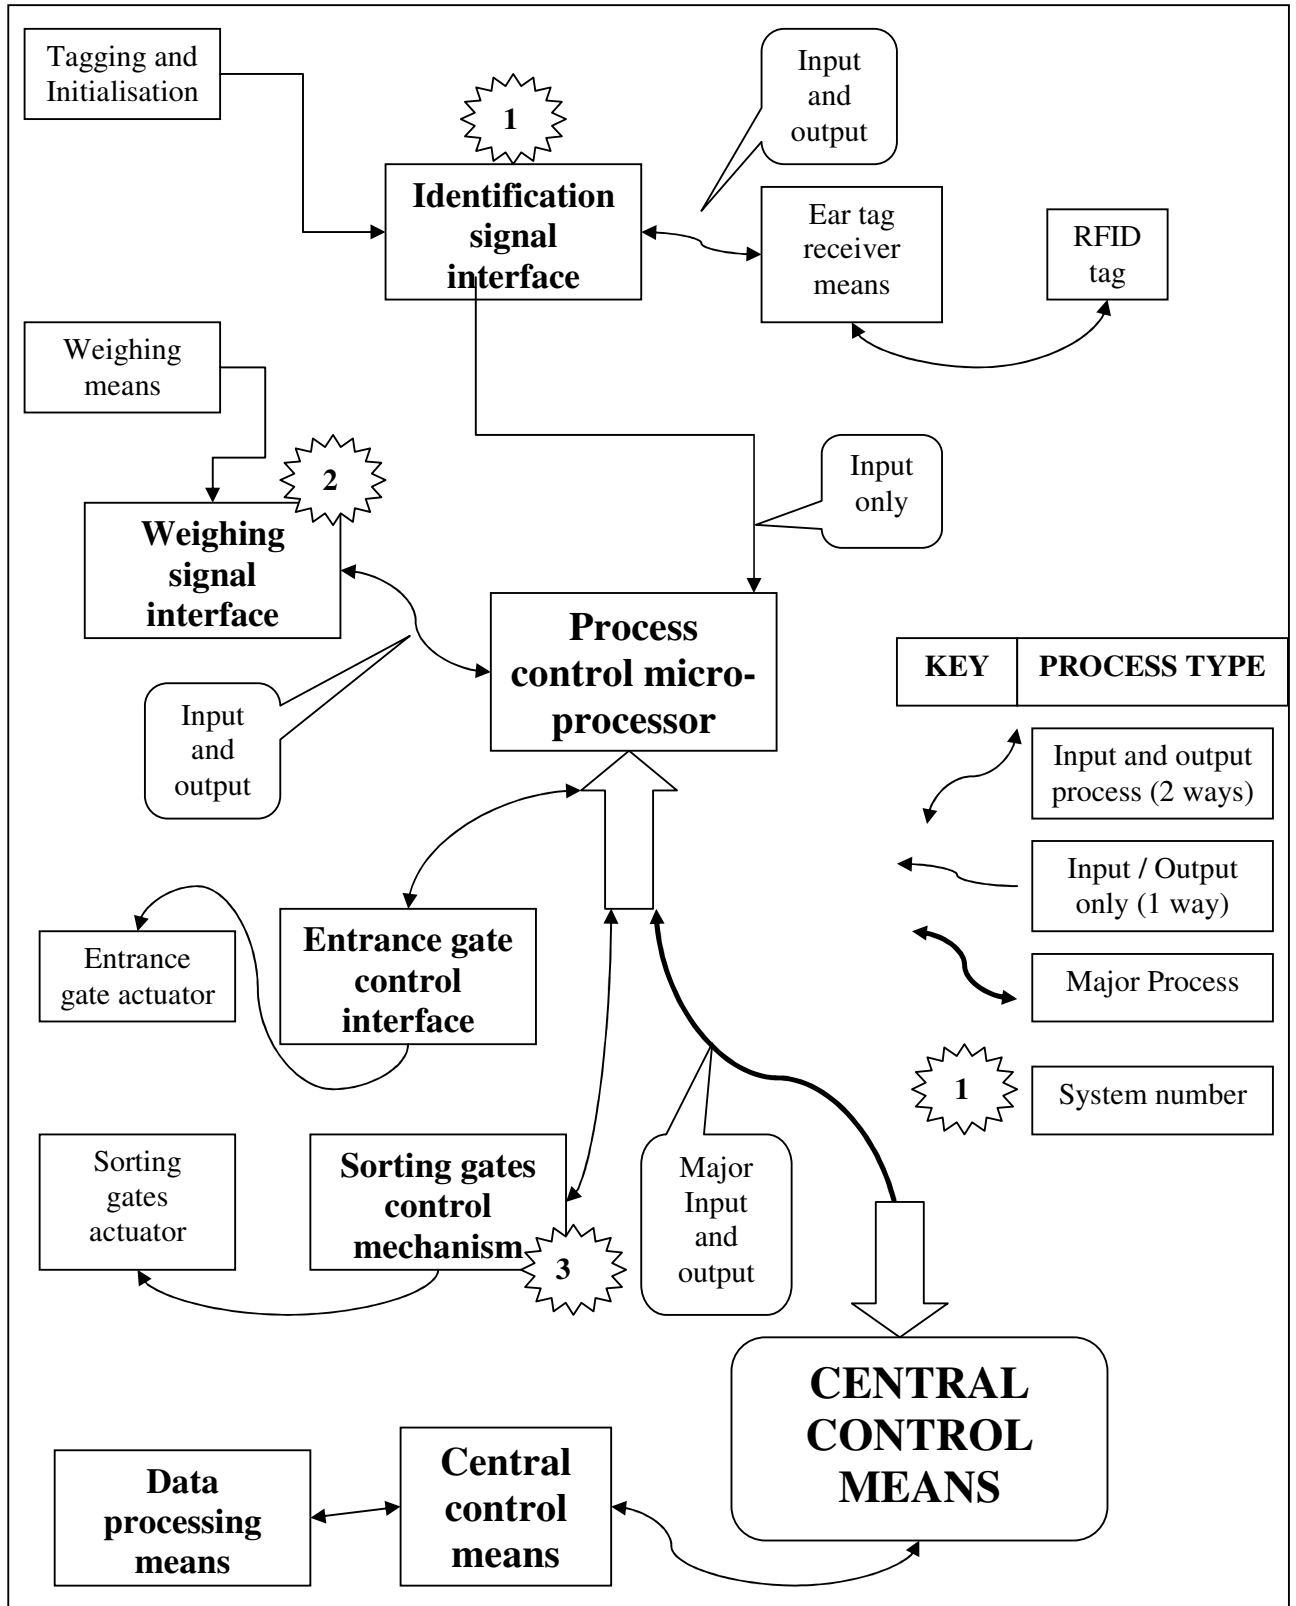 Tagging and
Initialisation
1
Input
and
output
Identification
signal
interface
Ear tag
receiver
means
RFID
tag
Weighing
means
2
Input
only
Weighing
signal
interface
Process
control micro-
processor
Input
and
output
KEY
PROCESS TYPE
Input and output
process (2 ways)
Input / Output
only (1 way)
Major Process
1
System number
Entrance
gate actuator
Entrance gate
control
interface
Sorting
gates
actuator
Sorting gates
control
mechanism
3
Major
Input
and
output
CENTRAL
CONTROL
MEANS
Central
control
means
Data
processing
means